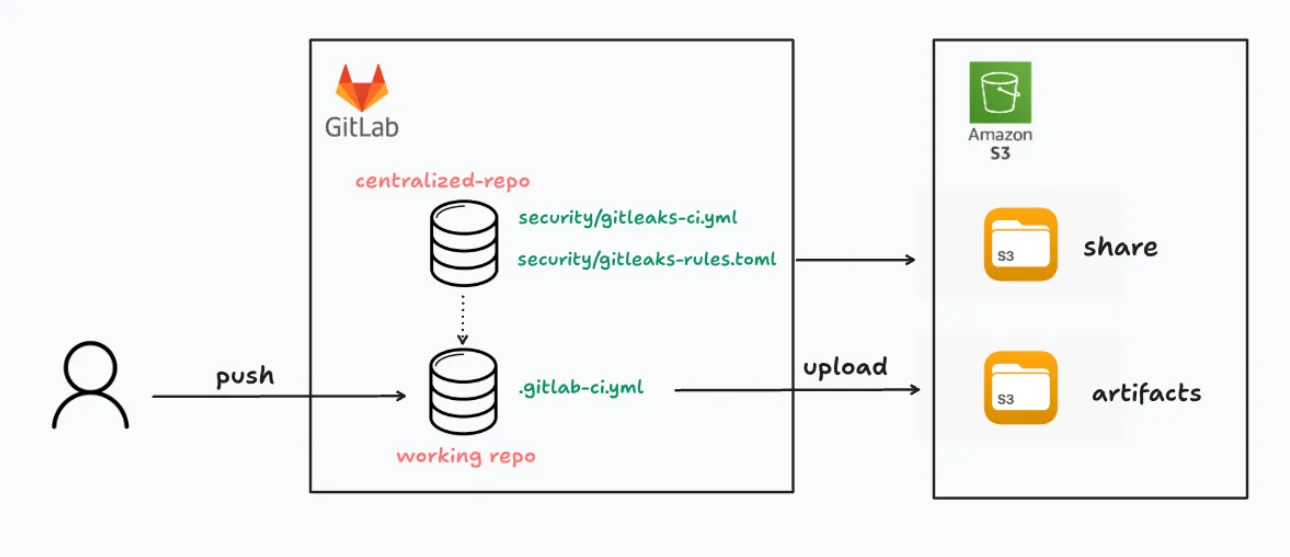 GitLab
Amazon
S3
centralized-repo
security/gitleaks-ci.yml
security/gitleaks-rules.toml
S3
share
push
.gitlab-ci.yml
upload
S3
artifacts
working repo